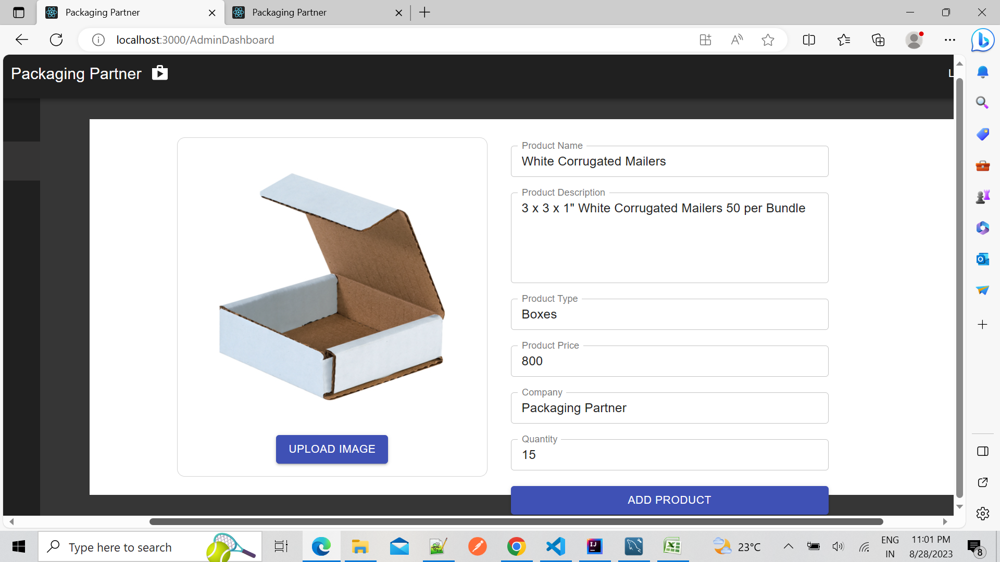 Packaging Partner
Packaging Partner
localhost:3000/AdminDashboard
Packaging Partner
L
Product Name
White Corrugated Mailers
Product Description
3 x 3 x 1" White Corrugated Mailers 50 per Bundle
Product Type
Boxes
Product Price
800
Company
Packaging Partner
Quantity
15
UPLOAD IMAGE
ADD PRODUCT
Type here to search
23°C
ENG
IN
11:01 PM
8/28/2023
8